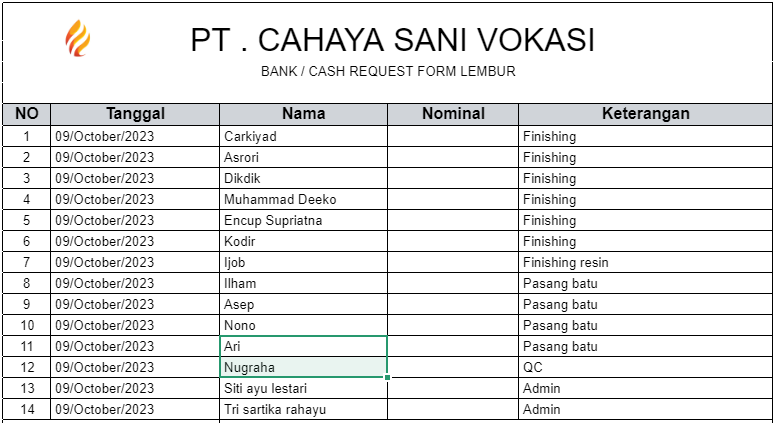 PT . CAHAYA SANI VOKASI
BANK / CASH REQUEST FORM LEMBUR
NO Tanggal Nama Nominal Keterangan
1 09/October/2023 Carkiyad Finishing
2 09/October/2023 Asrori Finishing
3 09/October/2023 Dikdik Finishing
4 09/October/2023 Muhammad Deeko Finishing
5 09/October/2023 Encup Supriatna Finishing
6 09/October/2023 Kodir Finishing
7 09/October/2023 Ijob Finishing resin
8 09/October/2023 Ilham Pasang batu
9 09/October/2023 Asep Pasang batu
10 09/October/2023 Nono Pasang batu
11 09/October/2023 Ari Pasang batu
12 09/October/2023 Nugraha QC
13 09/October/2023 Siti ayu lestari Admin
14 09/October/2023 Tri sartika rahayu Admin